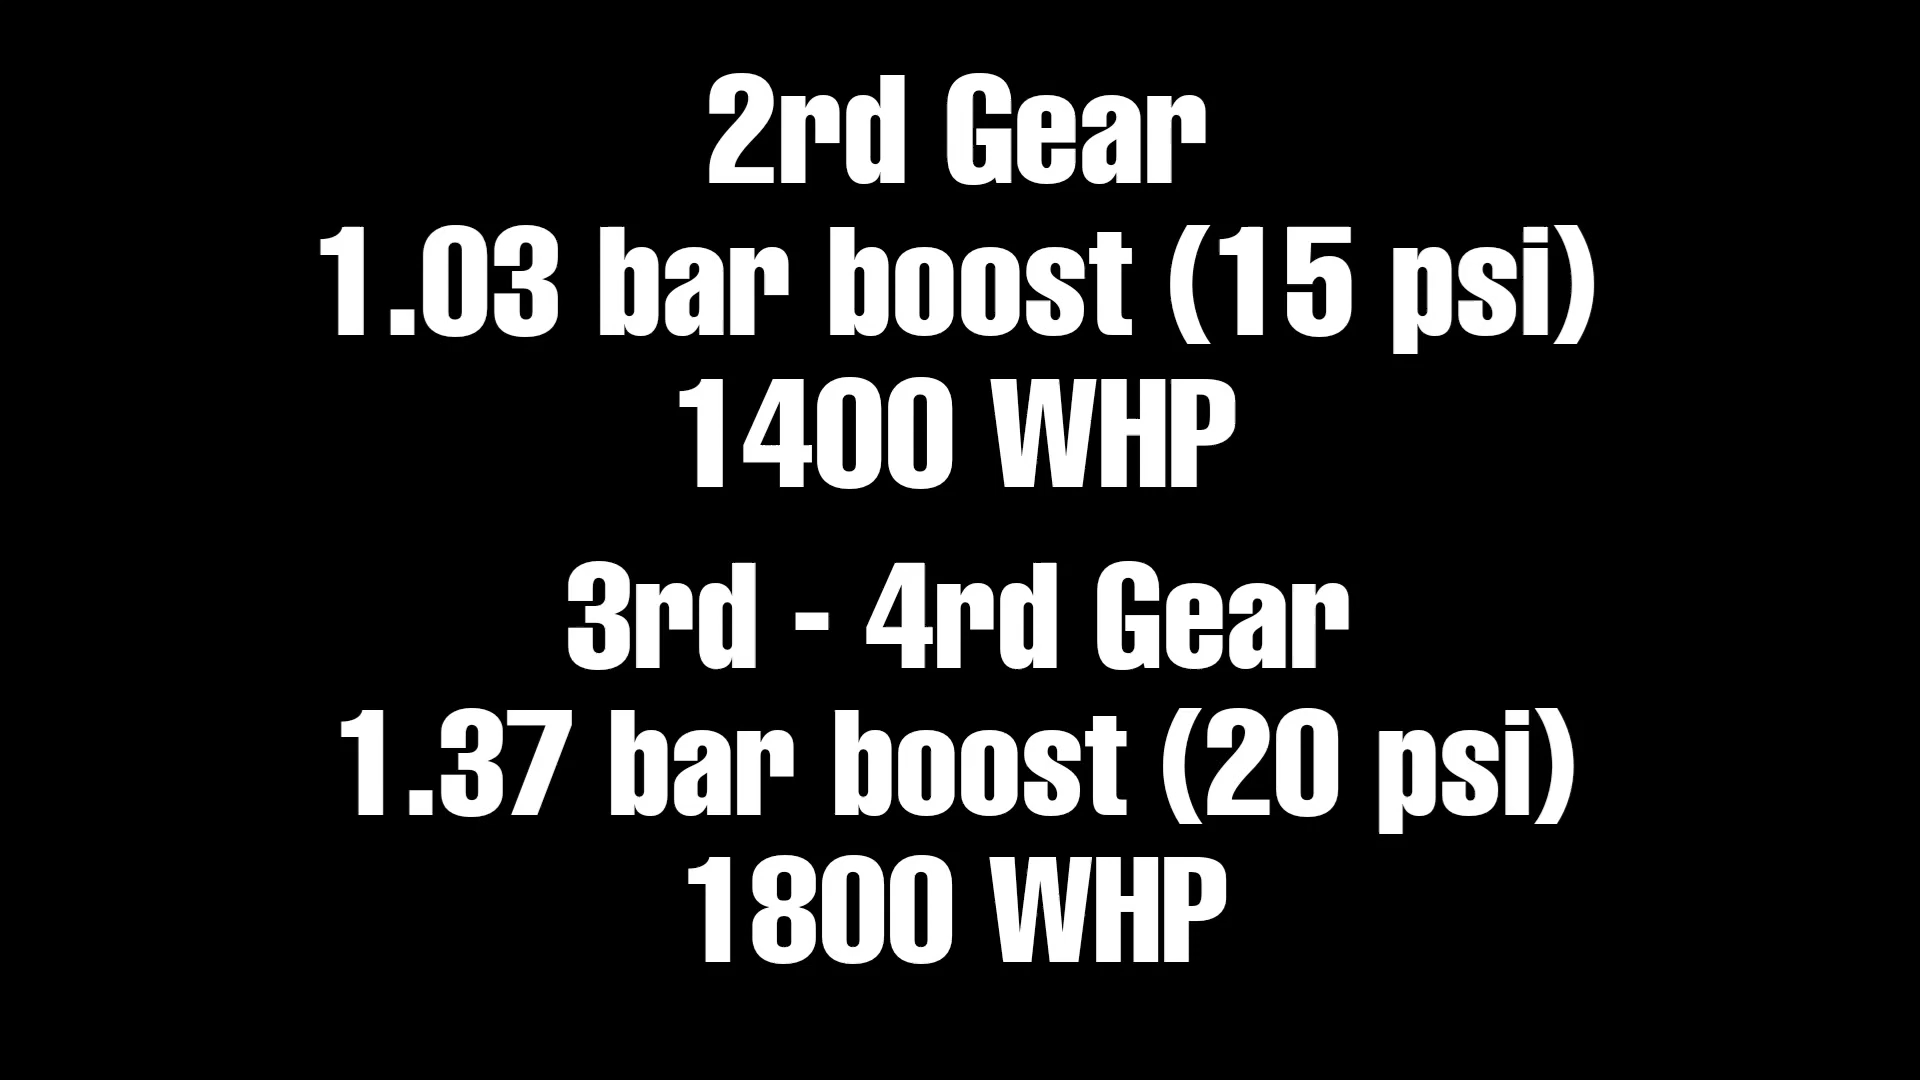 2rd Gear
1.03 bar boost (15 psi)
1400 WHP
3rd - 4rd Gear
1.37 bar boost (20 psi)
1800 WHP